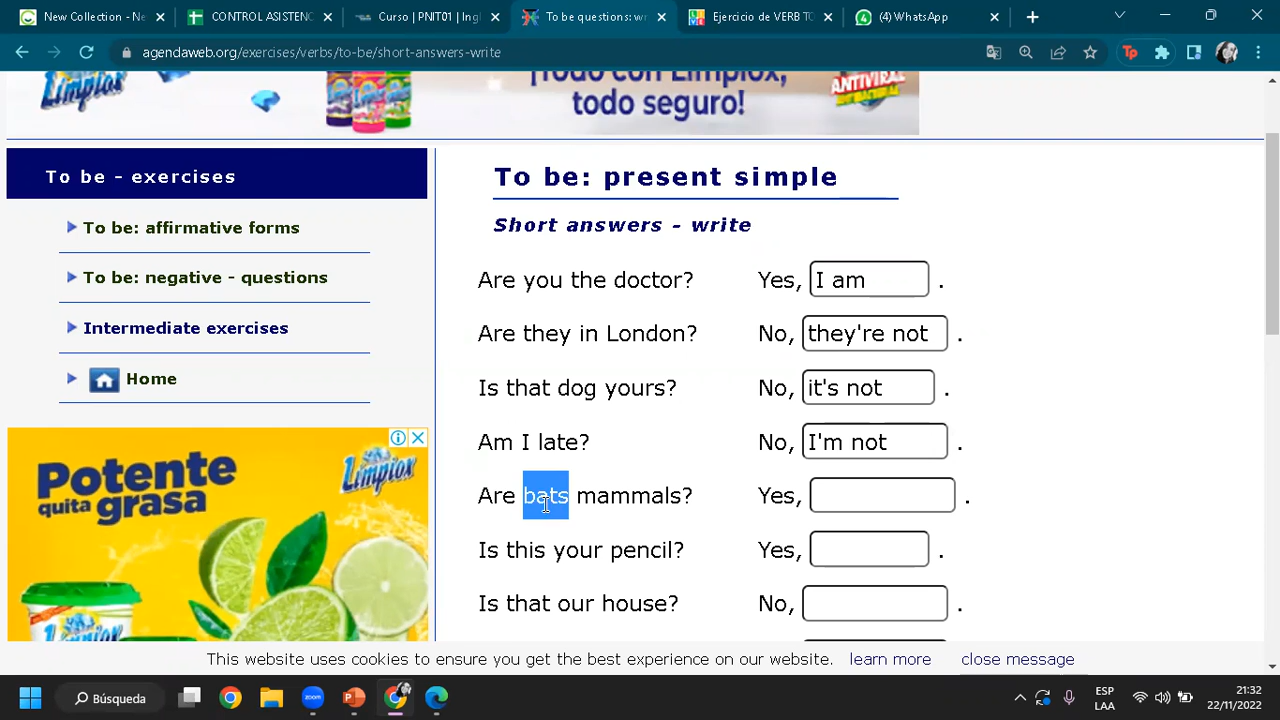 New Collection - Ne
CONTROL ASISTENC
Curso | PNIT01 | Ingl
To be questions: wr
Ejercicio de VERB TO
(4) WhatsApp
agendaweb.org/exercises/verbs/to-be/short-answers-write
Limpiox
¡Todo con Limpiox,
todo seguro!
ANTIVIRAL
To be - exercises
To be: affirmative forms
To be: negative - questions
Intermediate exercises
Home
Potente
quita grasa
Limpiox
To be: present simple
Short answers - write
Are you the doctor? Yes, I am .
Are they in London? No, they're not .
Is that dog yours? No, it's not .
Am I late? No, I'm not .
Are bats mammals? Yes, .
Is this your pencil? Yes, .
Is that our house? No, .
This website uses cookies to ensure you get the best experience on our website. learn more close message
Búsqueda
zoom
ESP
LAA
21:32
22/11/2022